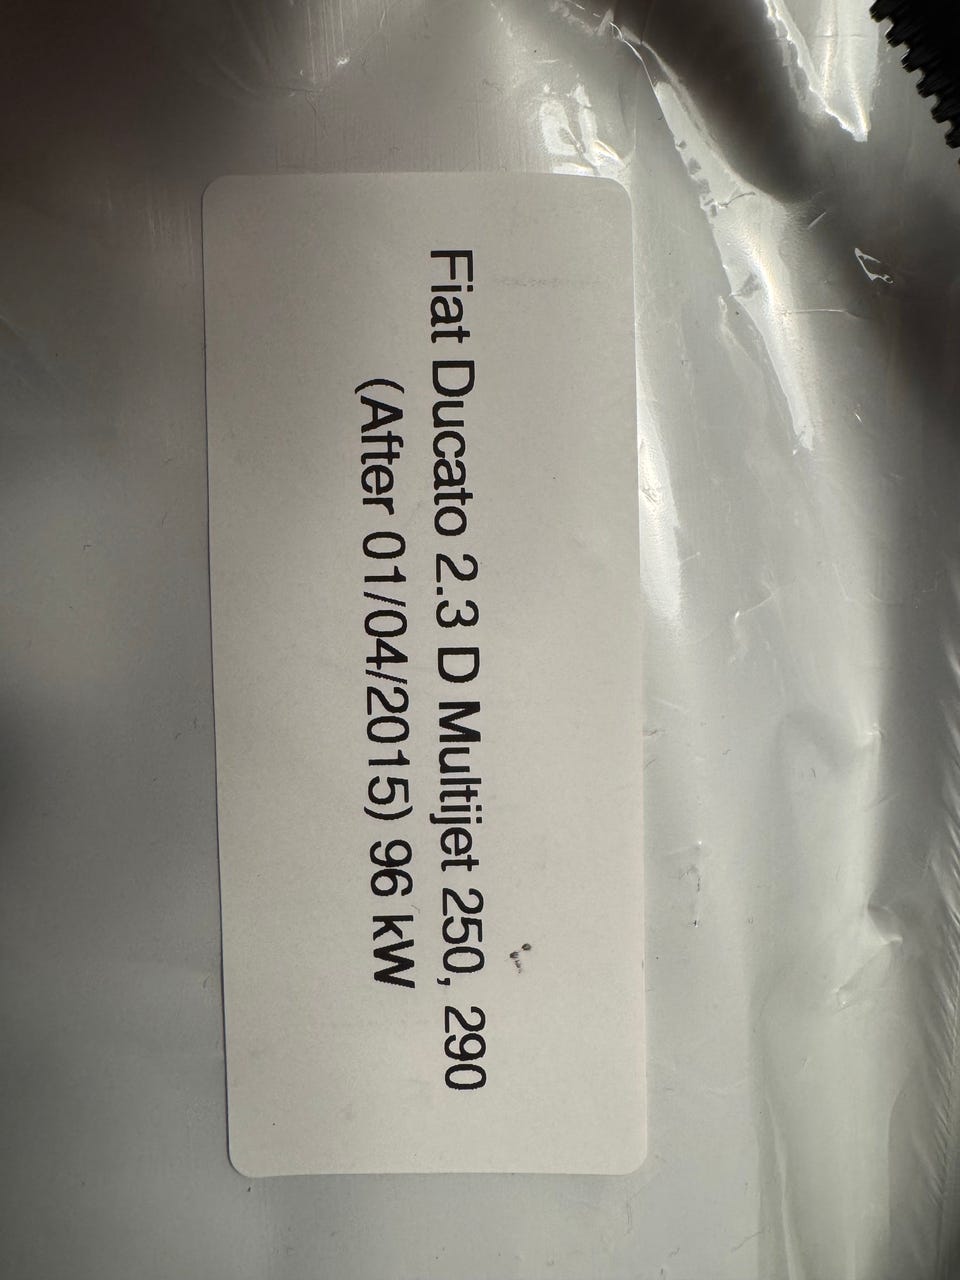 Fiat Ducato 2.3 D Multijet 250, 290
(After 01/04/2015) 96 kW